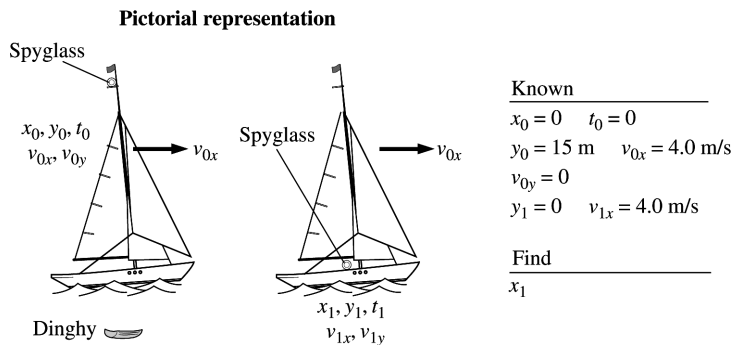 Pictorial representation
Spyglass
x₀, y₀, t₀
v₀ₓ, v₀y
v₀ₓ
Dinghy
Spyglass
v₀ₓ
x₁, y₁, t₁
v₁ₓ, v₁y
Known
x₀ = 0 t₀ = 0
y₀ = 15 m v₀ₓ = 4.0 m/s
v₀y = 0
y₁ = 0 v₁ₓ = 4.0 m/s
Find
x₁